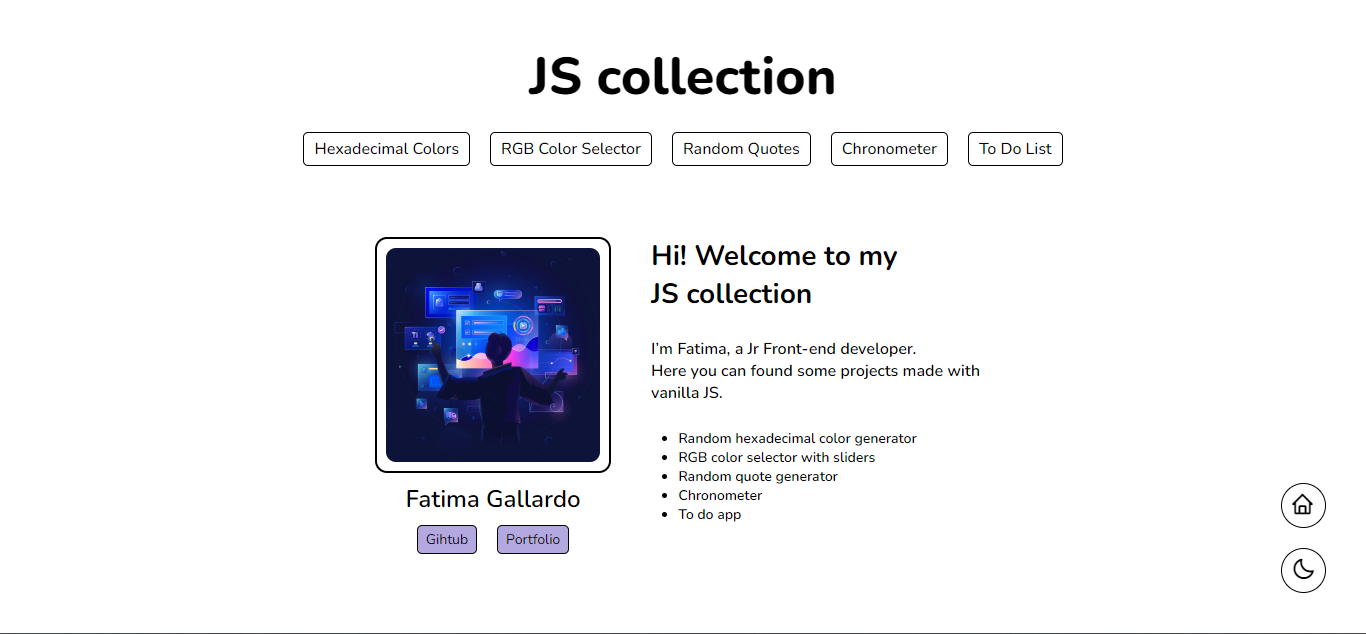 JS collection
Hexadecimal Colors
RGB Color Selector
Random Quotes
Chronometer
To Do List
Hi! Welcome to my
JS collection
I'm Fatima, a Jr Front-end developer.
Here you can found some projects made with
vanilla JS.
Random hexadecimal color generator
RGB color selector with sliders
Random quote generator
Chronometer
To do app
Fatima Gallardo
Gihtub
Portfolio